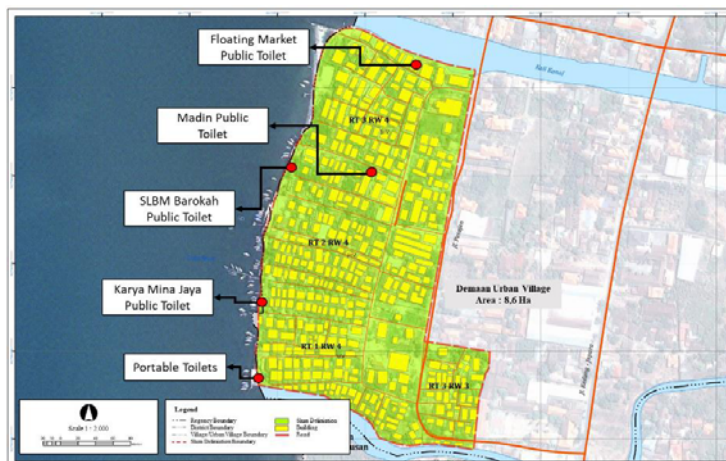 Floating Market
Public Toilet
Kali Kanal
Madin Public
Toilet
RT 3 RW 4
SLBM Barokah
Public Toilet
RT 2 RW 4
Karya Mina Jaya
Public Toilet
Demaan Urban Village
Area : 8,6 Ha
RT 1 RW 4
Portable Toilets
RT 3 RW 3
Scale 1 : 2.000
Legend
Regency Boundary
District Boundary
Village/Urban Village Boundary
Slum Delineation Boundary
Slum Delineation
Building
Road